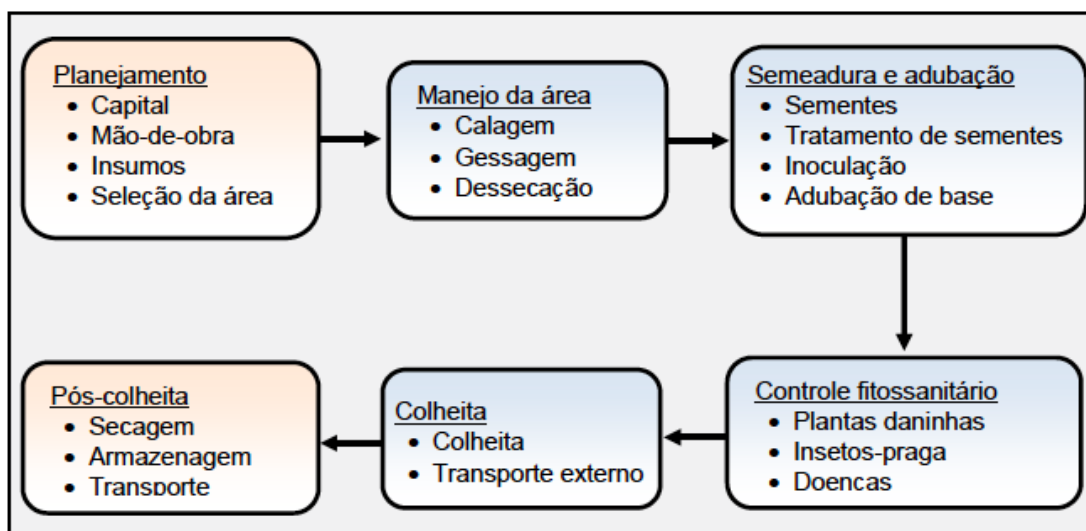 Planejamento
• Capital
• Mão-de-obra
• Insumos
• Seleção da área
Manejo da área
• Calagem
• Gessagem
• Dessecação
Semeadura e adubação
• Sementes
• Tratamento de sementes
• Inoculação
• Adubação de base
Controle fitossanitário
• Plantas daninhas
• Insetos-praga
• Doencas
Colheita
• Colheita
• Transporte externo
Pós-colheita
• Secagem
• Armazenagem
• Transporte